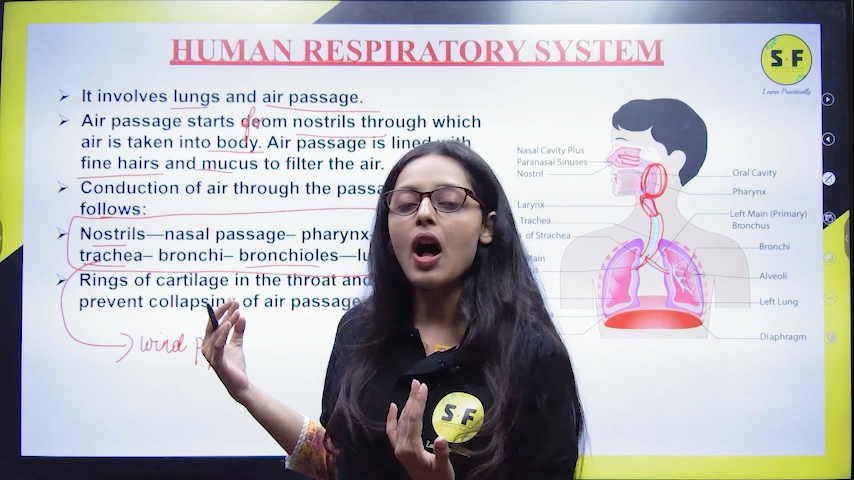 HUMAN RESPIRATORY SYSTEM
S F
Learn Practically
➢ It involves lungs and air passage.
➢ Air passage starts from nostrils through which
air is taken into body. Air passage is lined with
fine hairs and mucus to filter the air.
➢ Conduction of air through the passa
follows:
➢ Nostrils—nasal passage– pharynx–
trachea– bronchi– bronchioles—lu
➢ Rings of cartilage in the throat and
prevent collapsing of air passage
wind p
Nasal Cavity Plus
Paranasal Sinuses
Nostril
Larynx
Trachea
of Strachea
Main
Oral Cavity
Pharynx
Left Main (Primary)
Bronchus
Bronchi
Alveoli
Left Lung
Diaphragm
S F